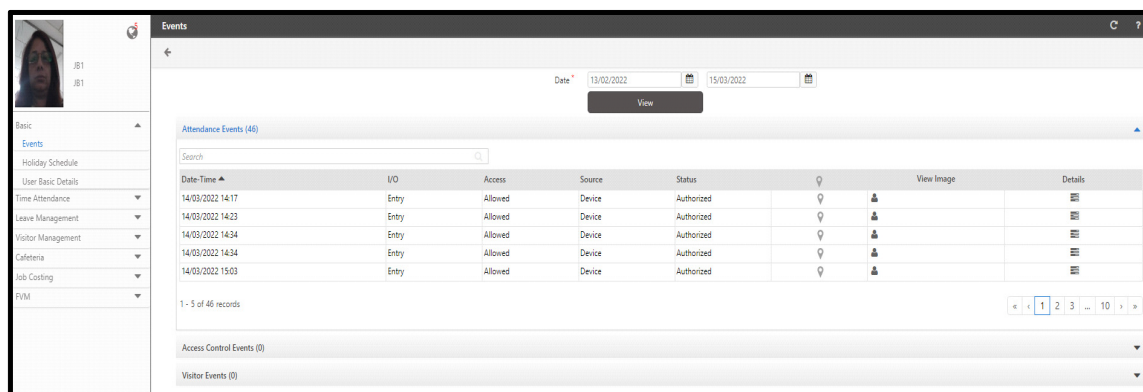 Events
?
JB1
JB1
Date * 13/02/2022 15/03/2022
View
Basic
Events
Holiday Schedule
User Basic Details
Time Attendance
Leave Management
Visitor Management
Cafeteria
Job Costing
FVM
Attendance Events (46)
Search
Date-Time I/O Access Source Status View Image Details
14/03/2022 14:17 Entry Allowed Device Authorized
14/03/2022 14:23 Entry Allowed Device Authorized
14/03/2022 14:34 Entry Allowed Device Authorized
14/03/2022 14:34 Entry Allowed Device Authorized
14/03/2022 15:03 Entry Allowed Device Authorized
1 - 5 of 46 records
« ‹ 1 2 3 ... 10 › »
Access Control Events (0)
Visitor Events (0)